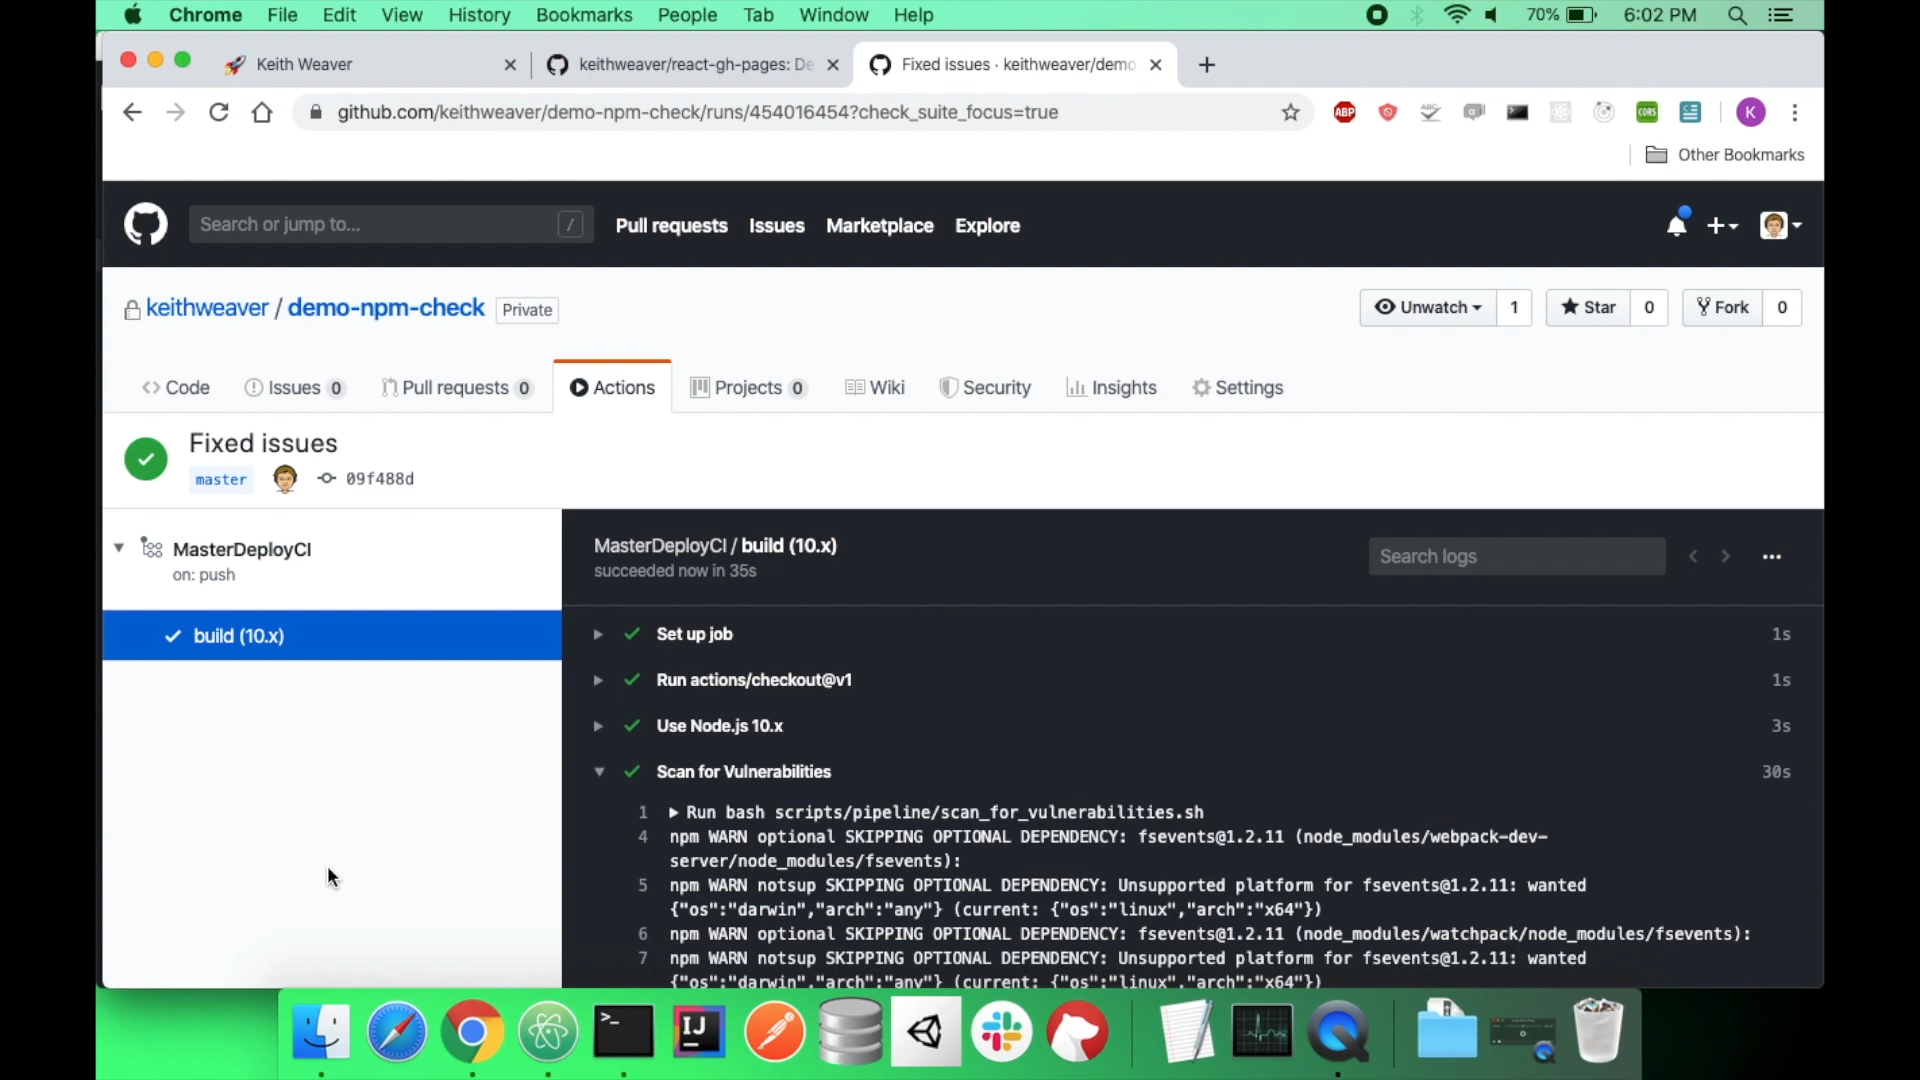 Chrome File Edit View History Bookmarks People Tab Window Help 70% 6:02 PM
Keith Weaver keithweaver/react-gh-pages: De Fixed issues · keithweaver/demo
github.com/keithweaver/demo-npm-check/runs/454016454?check_suite_focus=true ABP ABC CORS K
Other Bookmarks
Search or jump to... / Pull requests Issues Marketplace Explore
keithweaver / demo-npm-check Private Unwatch 1 Star 0 Fork 0
Code Issues 0 Pull requests 0 Actions Projects 0 Wiki Security Insights Settings
Fixed issues
master 09f488d
MasterDeployCI
on: push
build (10.x)
MasterDeployCI / build (10.x)
succeeded now in 35s
Search logs
Set up job 1s
Run actions/checkout@v1 1s
Use Node.js 10.x 3s
Scan for Vulnerabilities 30s
1 Run bash scripts/pipeline/scan_for_vulnerabilities.sh
4 npm WARN optional SKIPPING OPTIONAL DEPENDENCY: fsevents@1.2.11 (node_modules/webpack-dev-
server/node_modules/fsevents):
5 npm WARN notsup SKIPPING OPTIONAL DEPENDENCY: Unsupported platform for fsevents@1.2.11: wanted
{"os":"darwin","arch":"any"} (current: {"os":"linux","arch":"x64"})
6 npm WARN optional SKIPPING OPTIONAL DEPENDENCY: fsevents@1.2.11 (node_modules/watchpack/node_modules/fsevents):
7 npm WARN notsup SKIPPING OPTIONAL DEPENDENCY: Unsupported platform for fsevents@1.2.11: wanted
{"os":"darwin","arch":"any"} (current: {"os":"linux","arch":"x64"})
>_ IJ